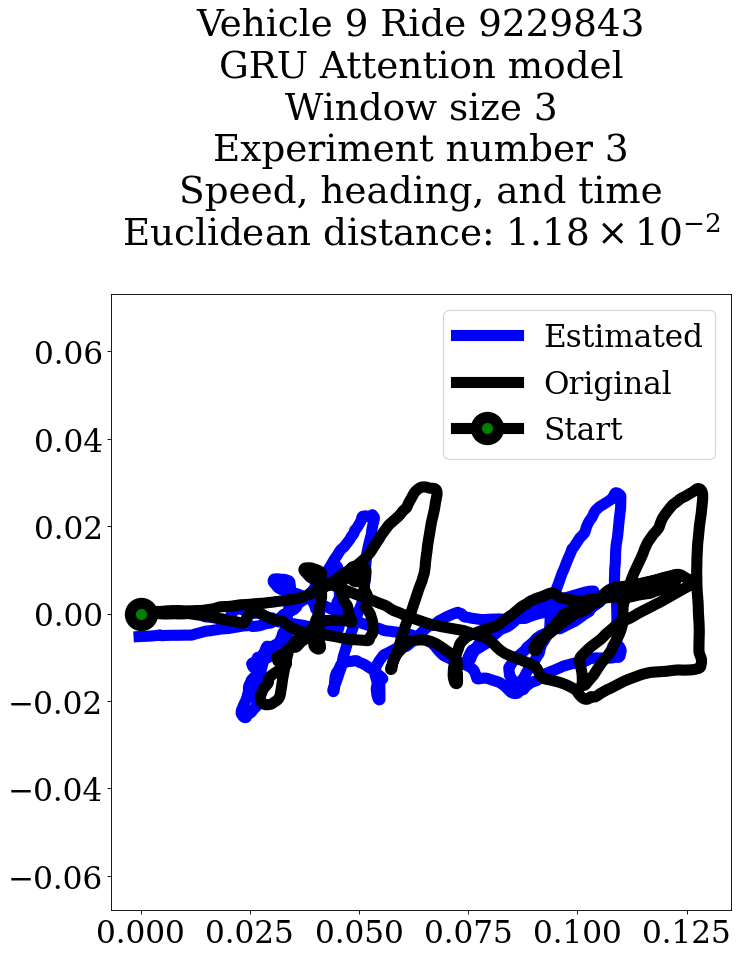 Vehicle 9 Ride 9229843
GRU Attention model
Window size 3
Experiment number 3
Speed, heading, and time
Euclidean distance: 1.18 × 10⁻²
Estimated
Original
Start
0.06
0.04
0.02
0.00
−0.02
−0.04
−0.06
0.000 0.025 0.050 0.075 0.100 0.125